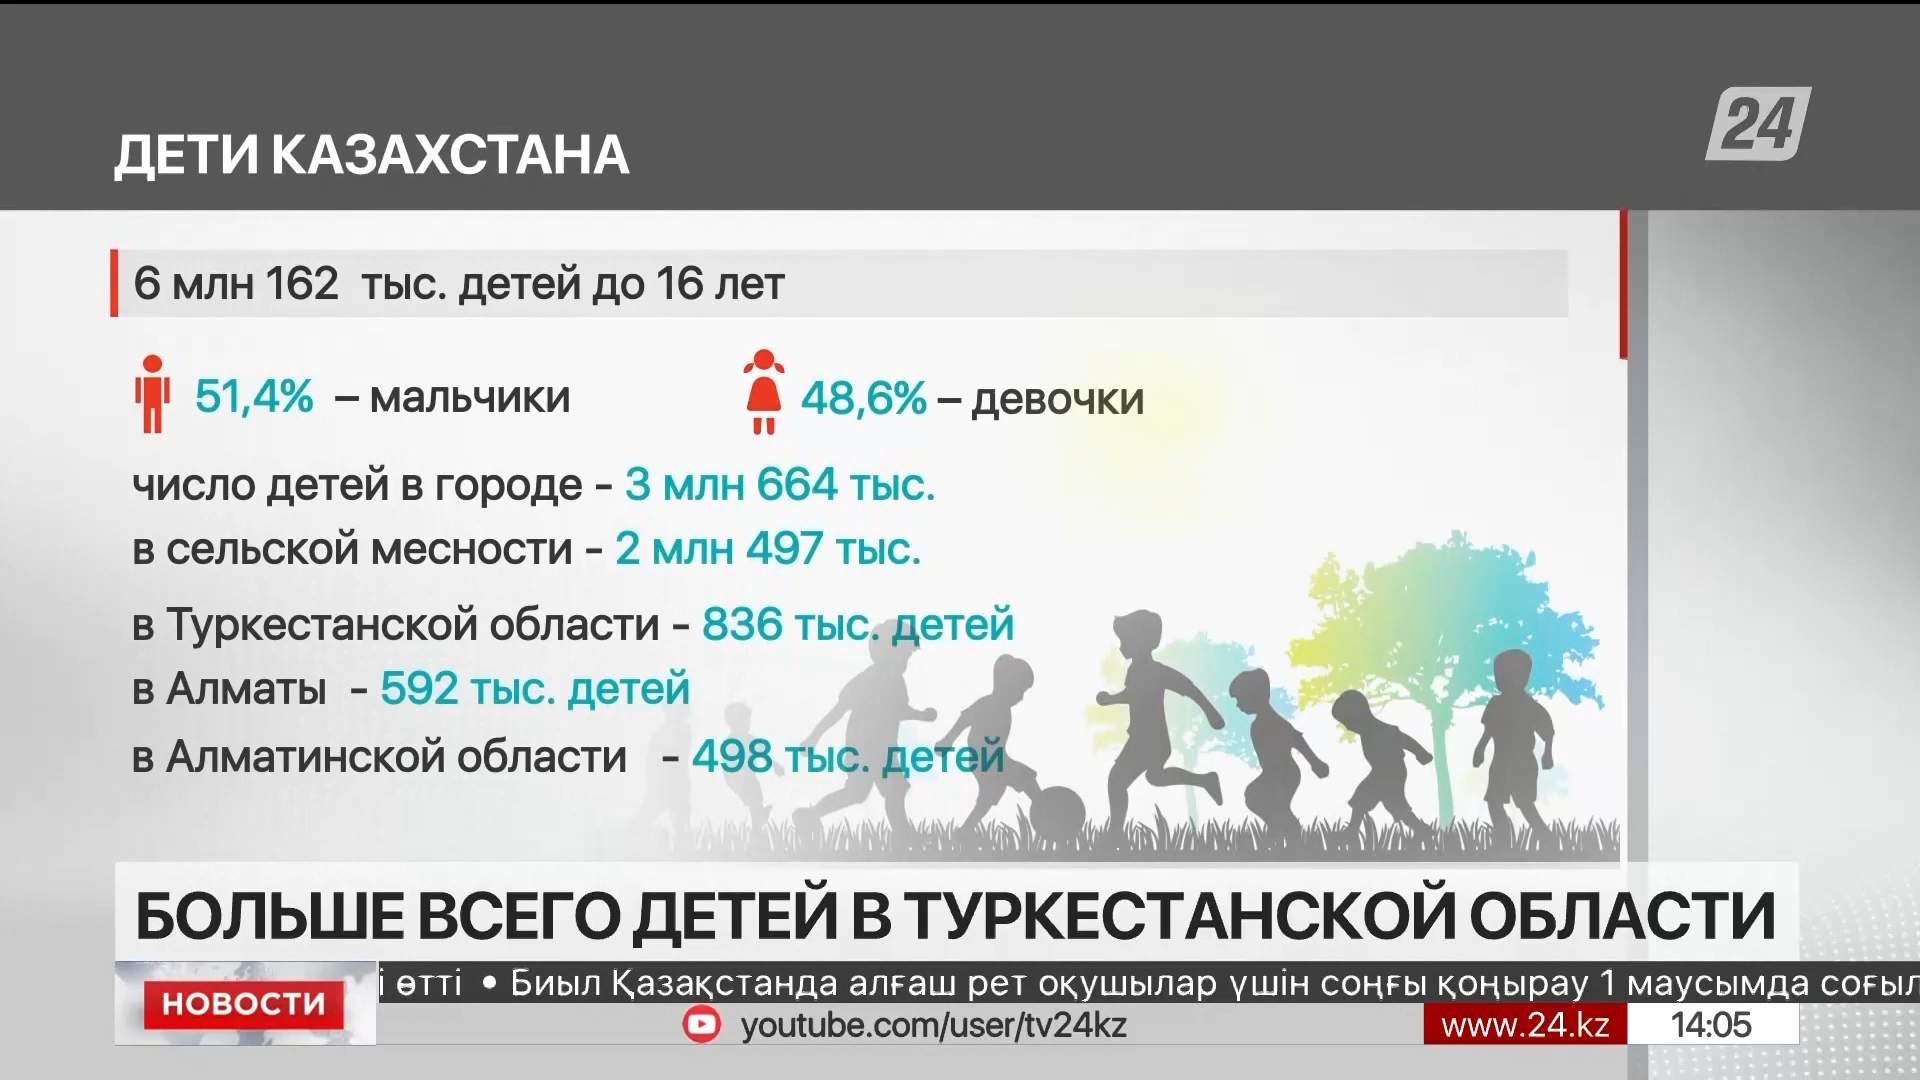 24
ДЕТИ КАЗАХСТАНА
6 млн 162 тыс. детей до 16 лет
51,4% – мальчики
48,6% – девочки
число детей в городе - 3 млн 664 тыс.
в сельской месности - 2 млн 497 тыс.
в Туркестанской области - 836 тыс. детей
в Алматы - 592 тыс. детей
в Алматинской области - 498 тыс. детей
БОЛЬШЕ ВСЕГО ДЕТЕЙ В ТУРКЕСТАНСКОЙ ОБЛАСТИ
НОВОСТИ
і өтті • Биыл Қазақстанда алғаш рет оқушылар үшін соңғы қоңырау 1 маусымда соғыл
youtube.com/user/tv24kz
www.24.kz
14:05